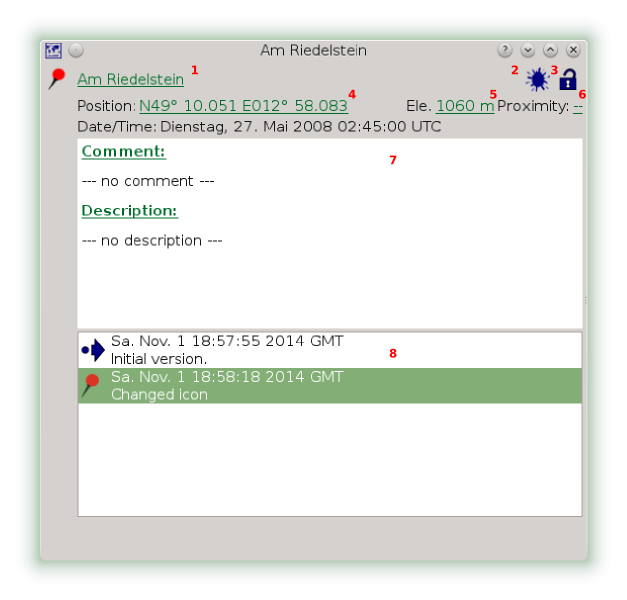 Am Riedelstein
Am Riedelstein 1 2 3
4 5 6
Position: N49° 10.051 E012° 58.083 Ele. 1060 m Proximity: --
Date/Time: Dienstag, 27. Mai 2008 02:45:00 UTC
Comment:
7
--- no comment ---
Description:
--- no description ---
Sa. Nov. 1 18:57:55 2014 GMT
Initial version.
8
Sa. Nov. 1 18:58:18 2014 GMT
Changed icon